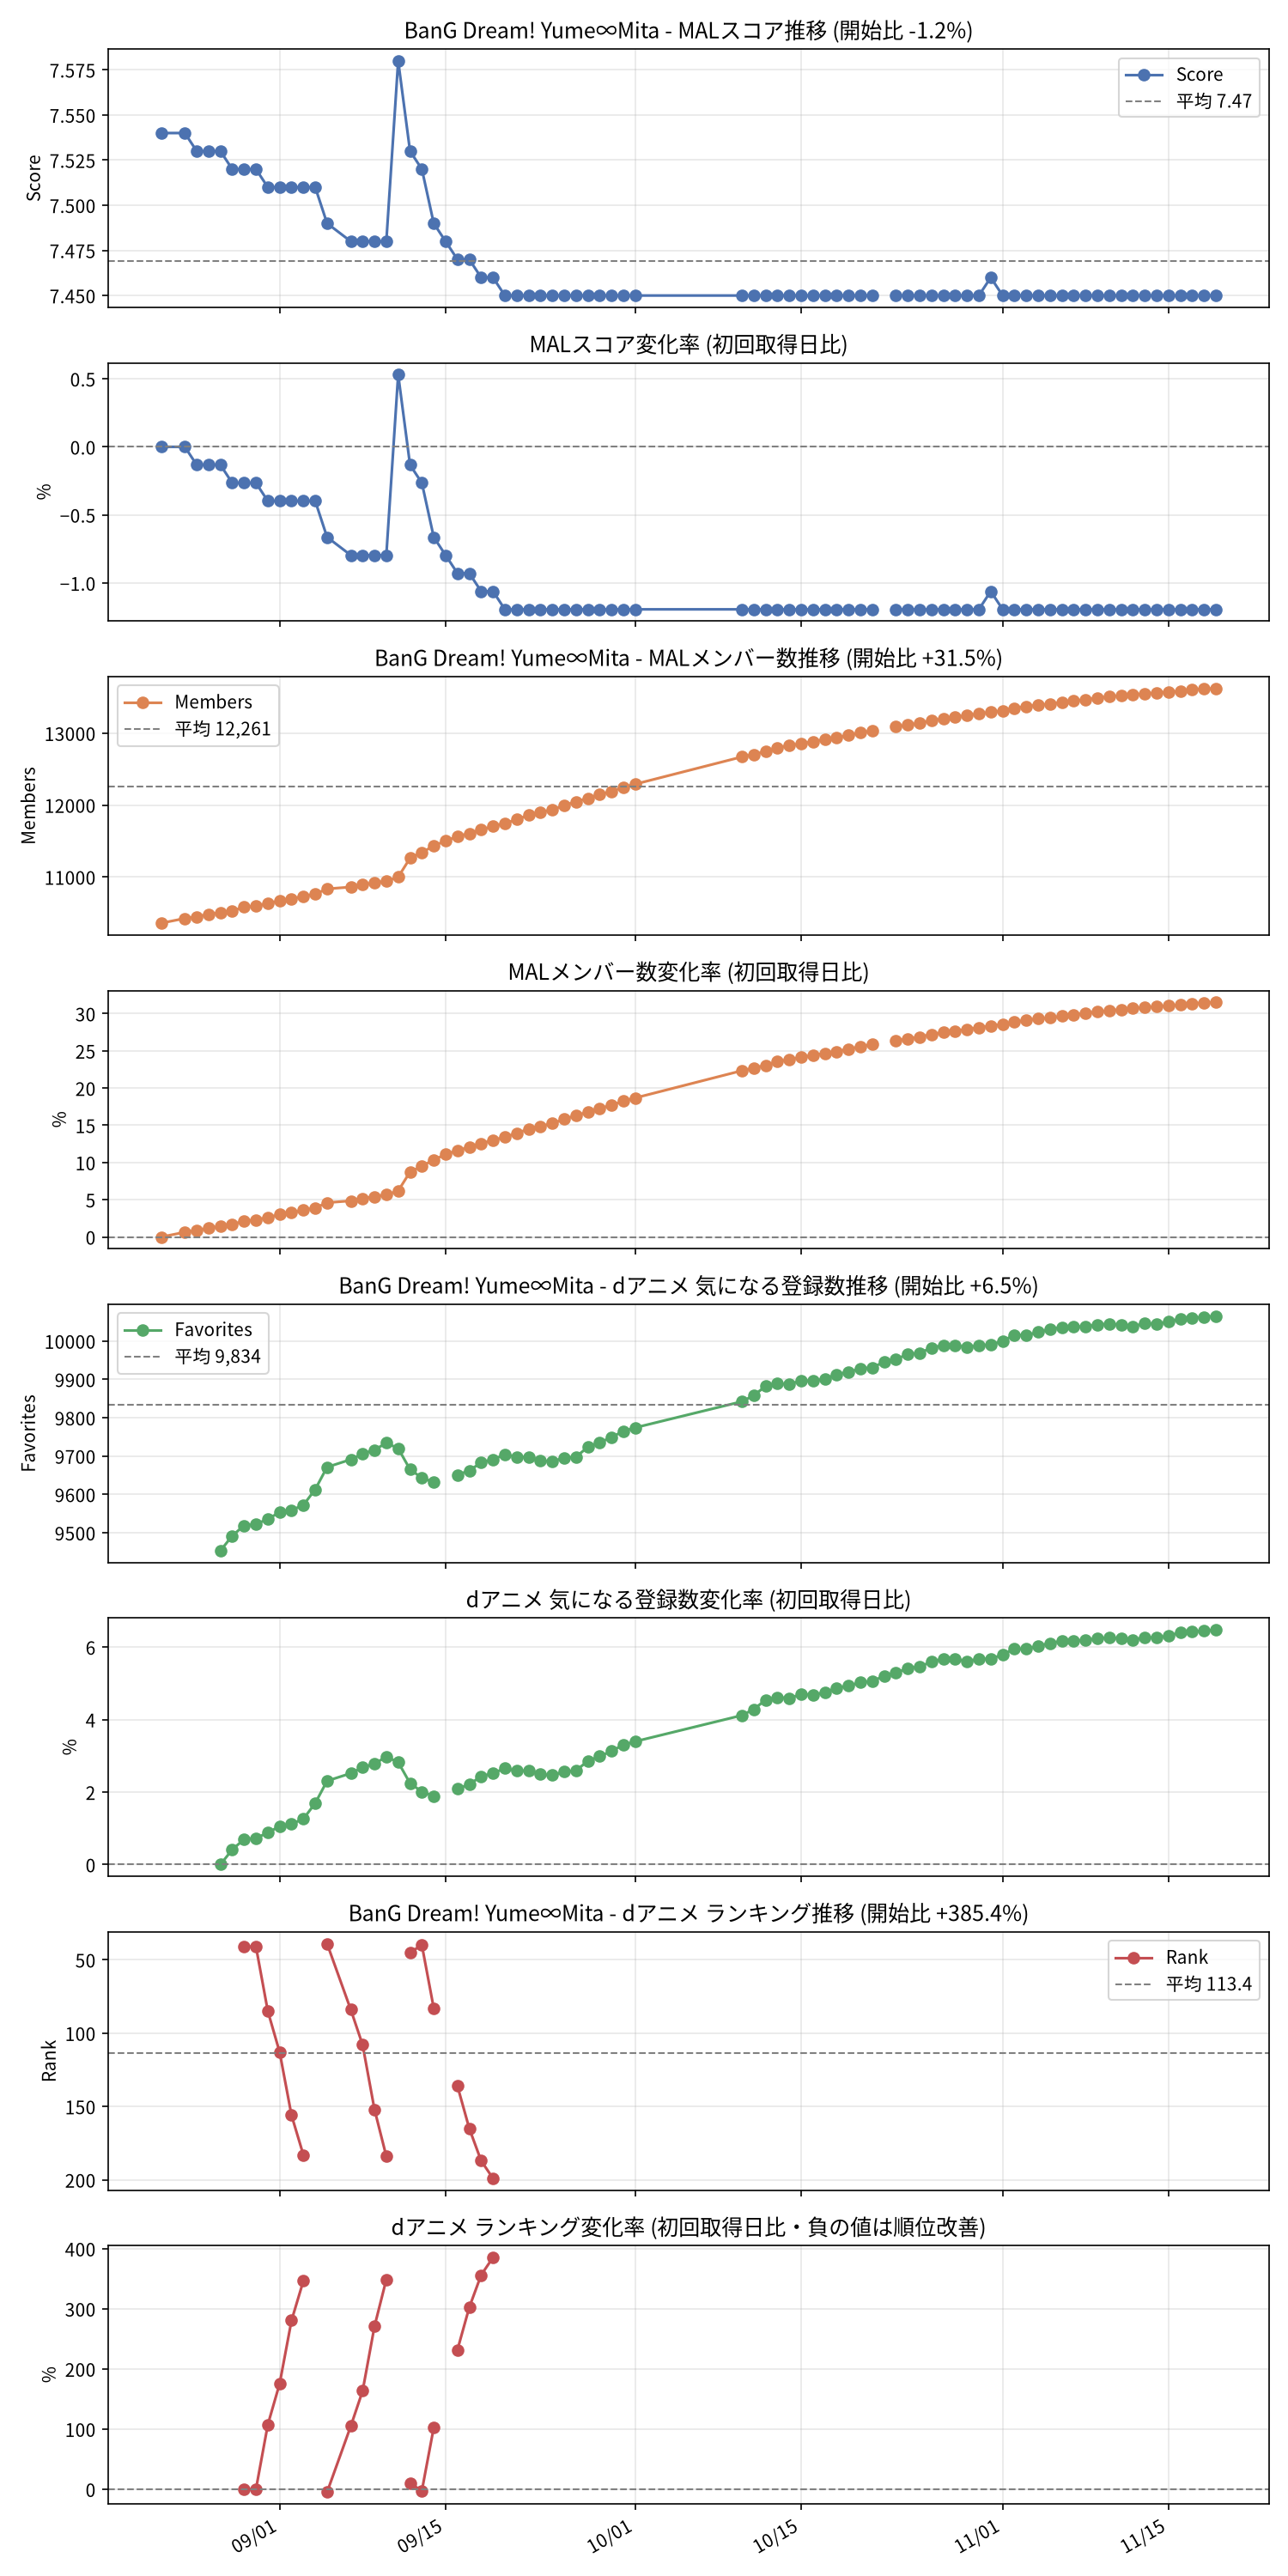 BanG Dream! Yume∞Mita - MALスコア推移 (開始比 -1.2%)
Score
7.575
7.550
7.525
7.500
7.475
7.450
Score
平均 7.47
MALスコア変化率 (初回取得日比)
%
0.5
0.0
−0.5
−1.0
BanG Dream! Yume∞Mita - MALメンバー数推移 (開始比 +31.5%)
Members
13000
12000
11000
Members
平均 12,261
MALメンバー数変化率 (初回取得日比)
%
30
25
20
15
10
5
0
BanG Dream! Yume∞Mita - dアニメ 気になる登録数推移 (開始比 +6.5%)
Favorites
10000
9900
9800
9700
9600
9500
Favorites
平均 9,834
dアニメ 気になる登録数変化率 (初回取得日比)
%
6
4
2
0
BanG Dream! Yume∞Mita - dアニメ ランキング推移 (開始比 +385.4%)
Rank
50
100
150
200
Rank
平均 113.4
dアニメ ランキング変化率 (初回取得日比・負の値は順位改善)
%
400
300
200
100
0
09/01
09/15
10/01
10/15
11/01
11/15